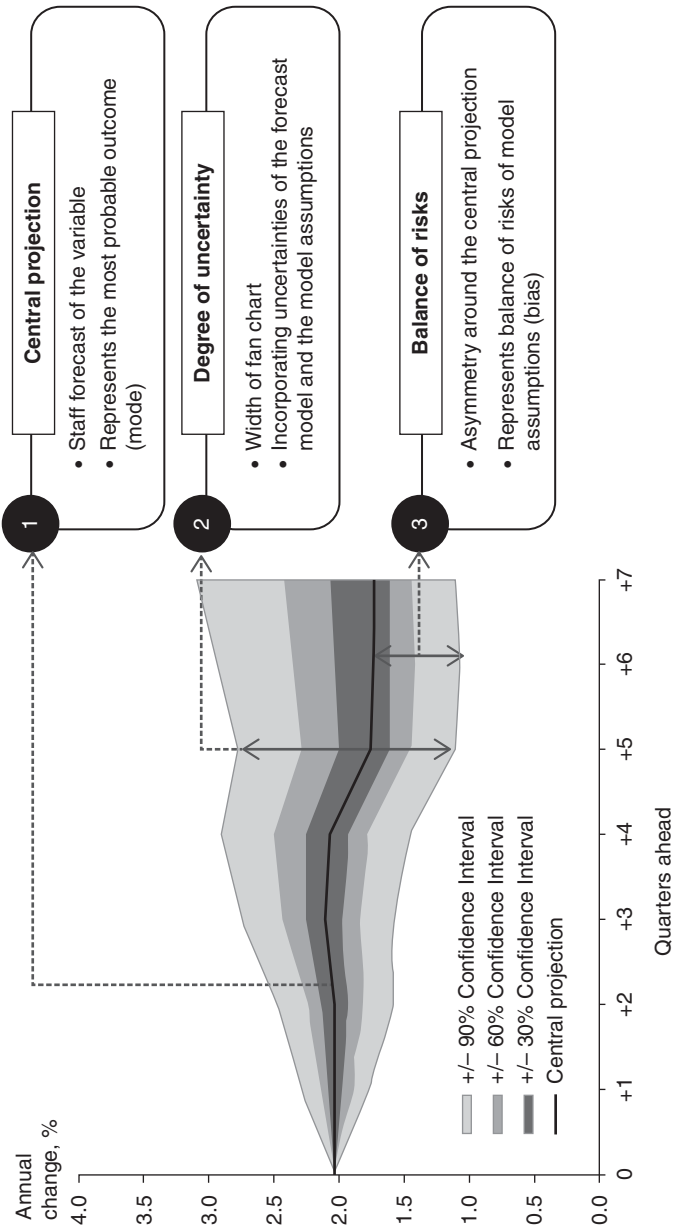 Annual
change, %
4.0
3.5
3.0
2.5
2.0
1.5
1.0
0.5
0.0
0
+1
+2
+3
+4
+5
+6
+7
Quarters ahead
+/– 90% Confidence Interval
+/– 60% Confidence Interval
+/– 30% Confidence Interval
Central projection
1
Central projection
• Staff forecast of the variable
• Represents the most probable outcome
(mode)
2
Degree of uncertainty
• Width of fan chart
• Incorporating uncertainties of the forecast
model and the model assumptions
3
Balance of risks
• Asymmetry around the central projection
• Represents balance of risks of model
assumptions (bias)